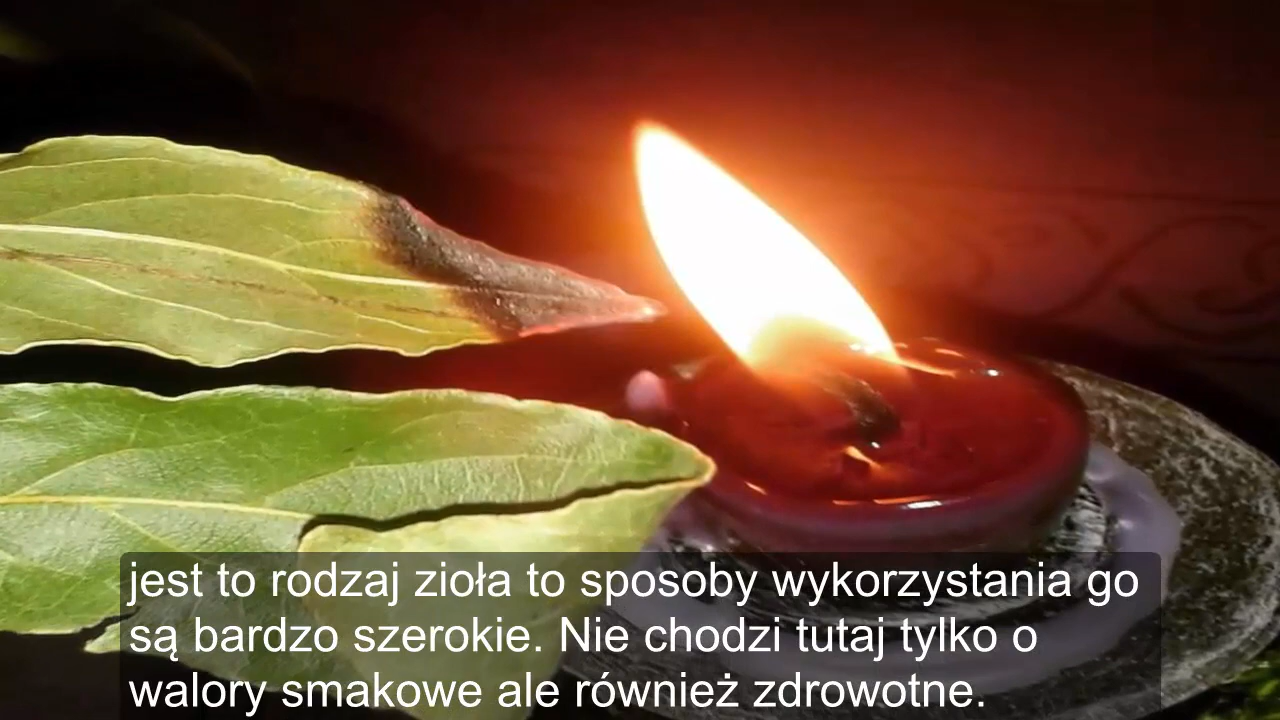 jest to rodzaj zioła to sposoby wykorzystania go
są bardzo szerokie. Nie chodzi tutaj tylko o
walory smakowe ale również zdrowotne.